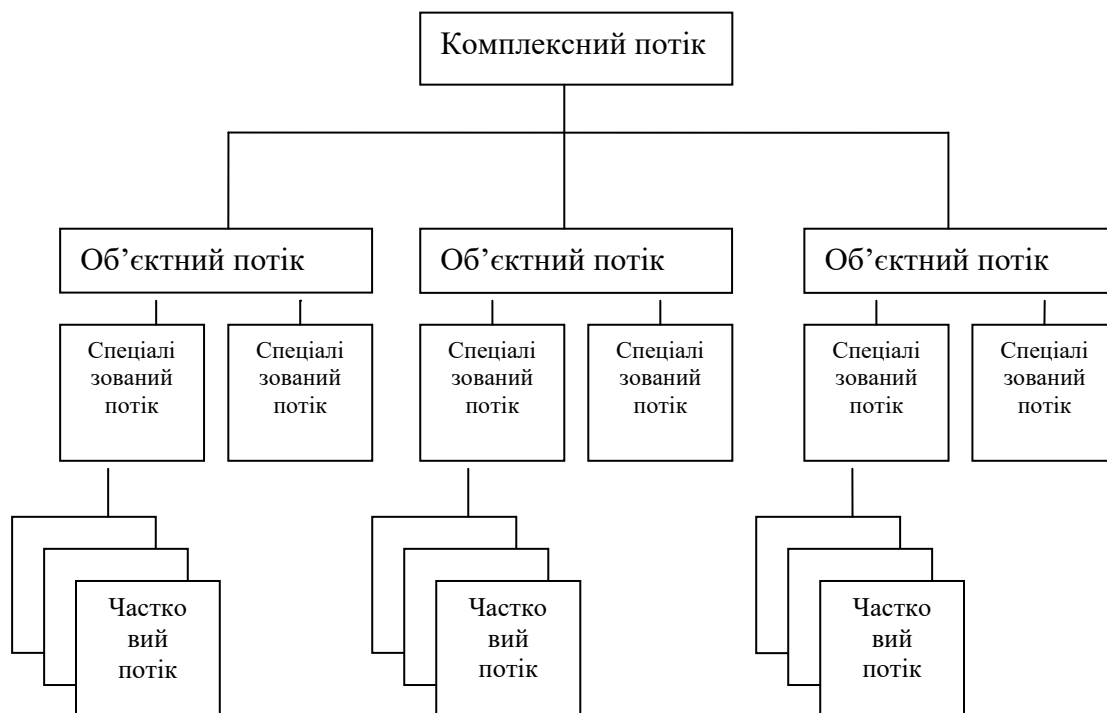 Комплексний потік
Об’єктний потік
Об’єктний потік
Об’єктний потік
Спеціалі
зований
потік
Спеціалі
зований
потік
Спеціалі
зований
потік
Спеціалі
зований
потік
Спеціалі
зований
потік
Спеціалі
зований
потік
Частко
вий
потік
Частко
вий
потік
Частко
вий
потік